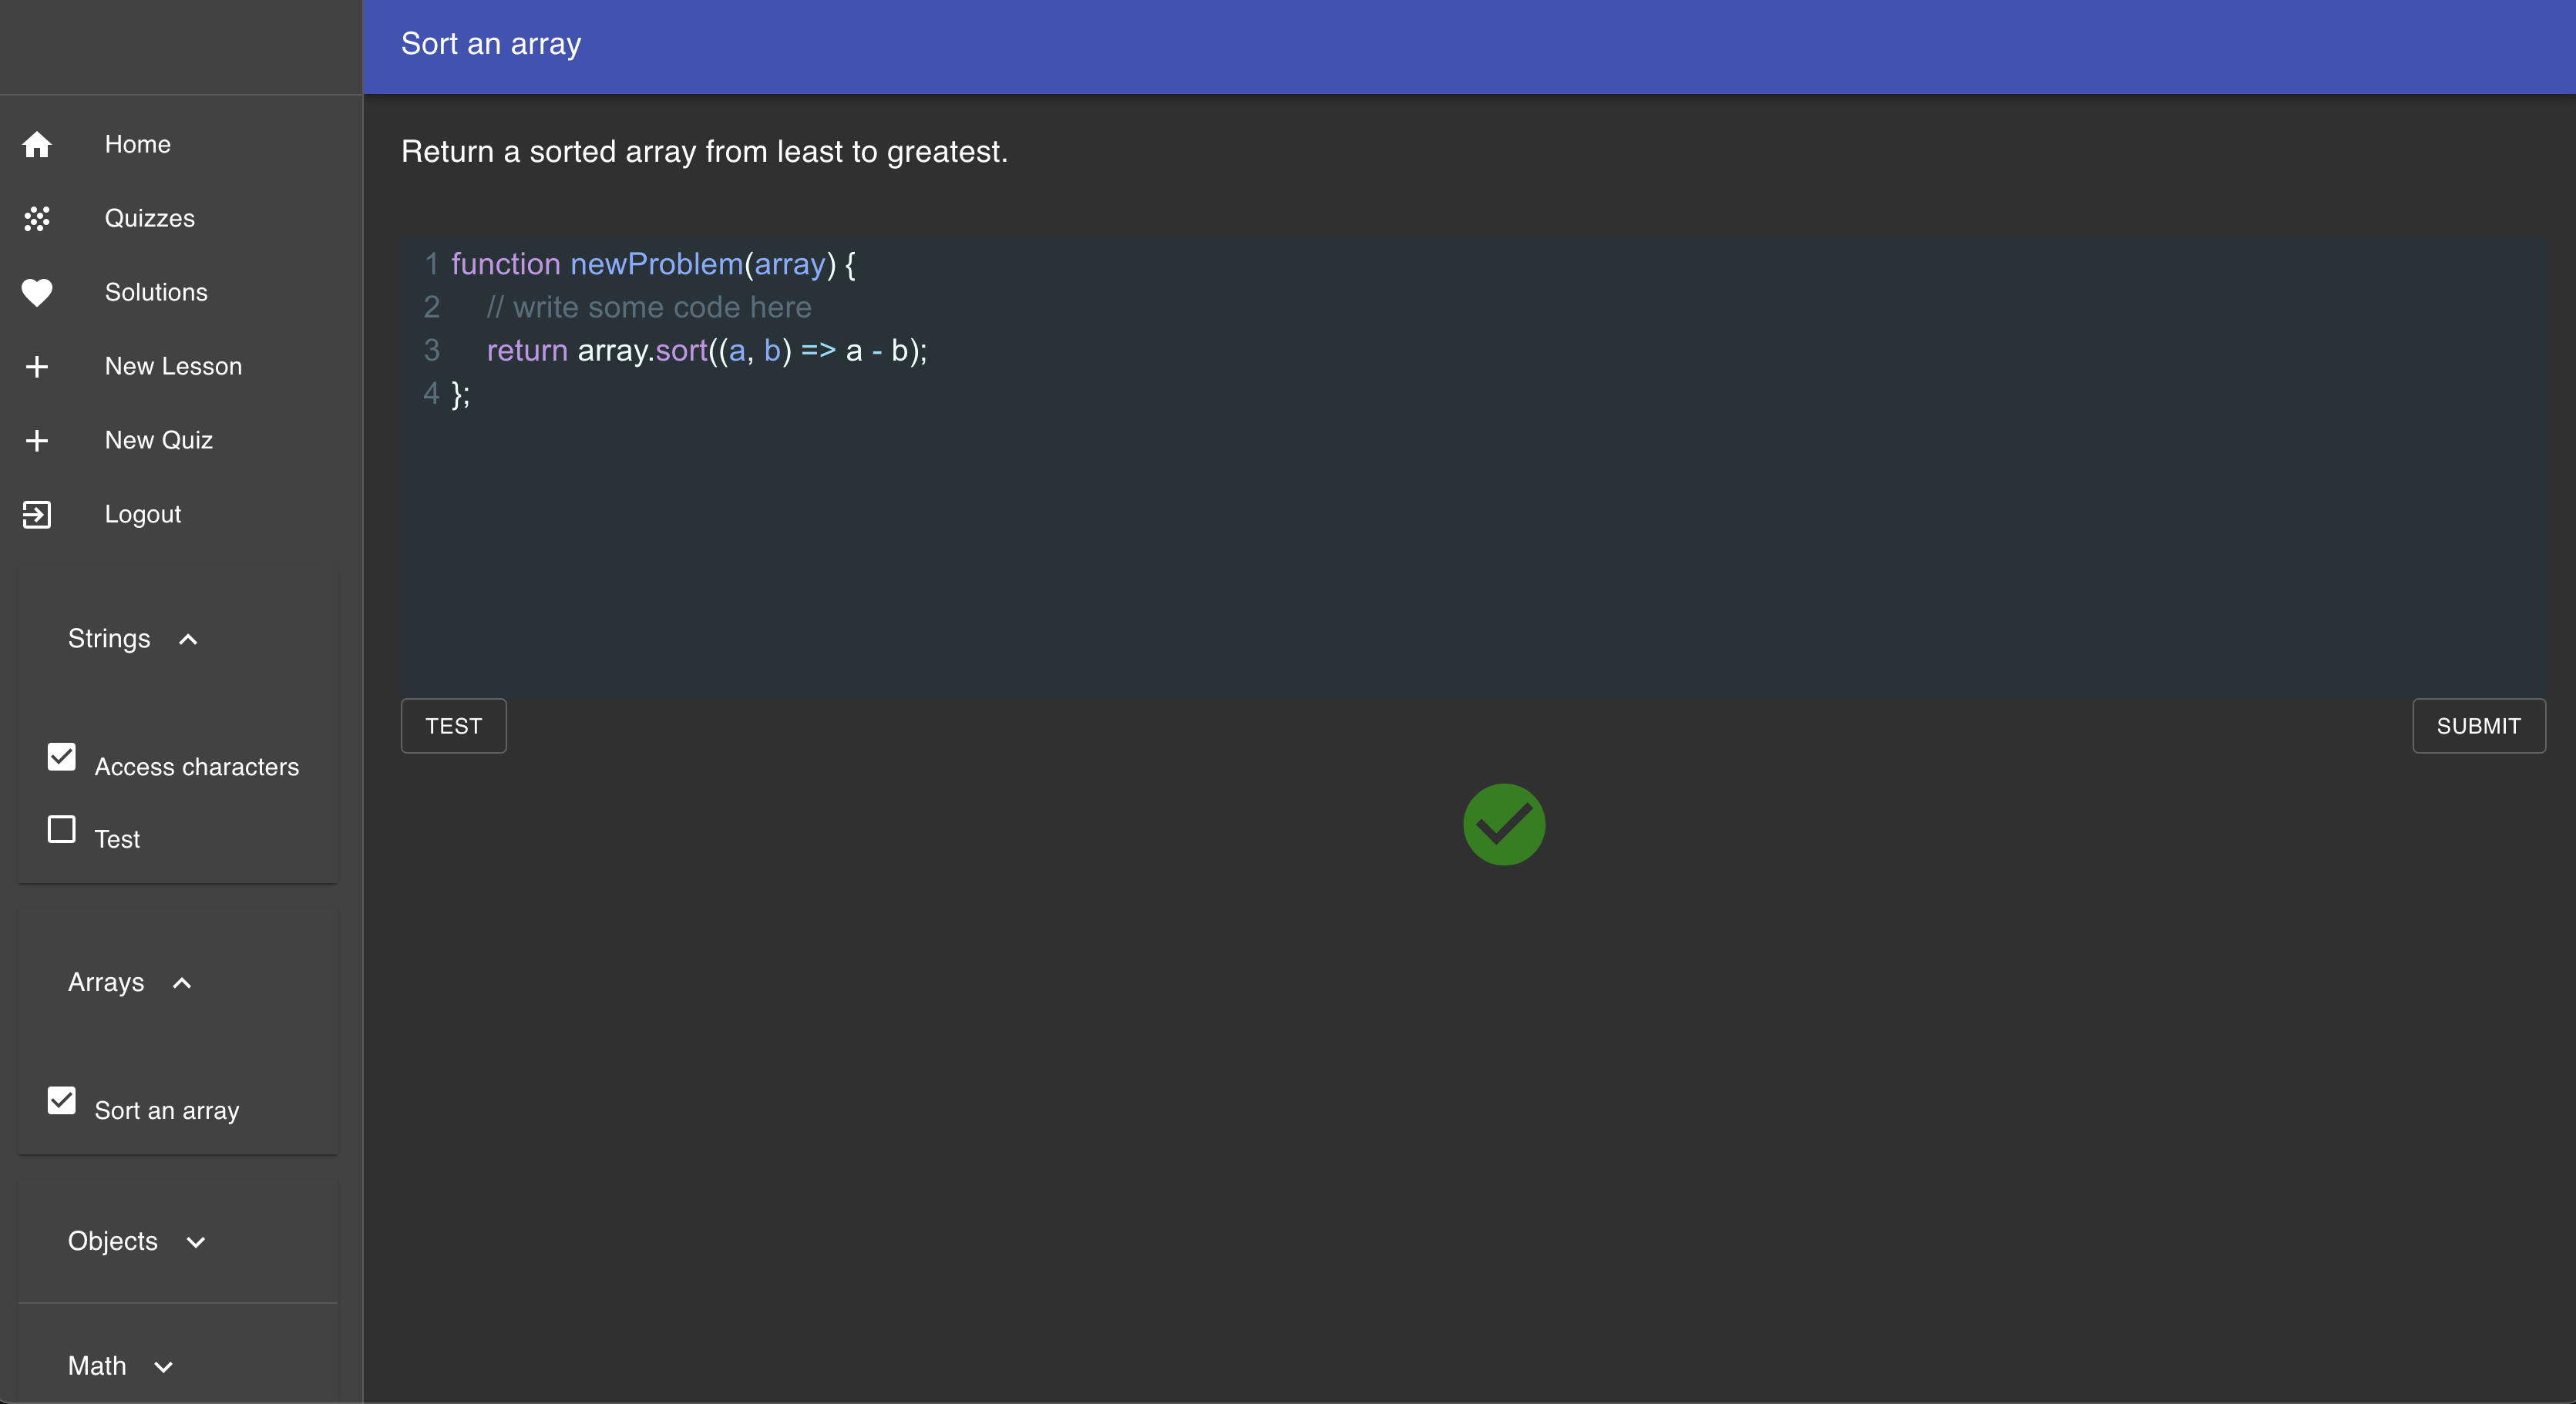 Sort an array
Home
Quizzes
Solutions
New Lesson
New Quiz
Logout
Strings
Access characters
Test
Arrays
Sort an array
Objects
Math
Return a sorted array from least to greatest.
1 function newProblem(array) {
2     // write some code here
3     return array.sort((a, b) => a - b);
4 };
TEST
SUBMIT